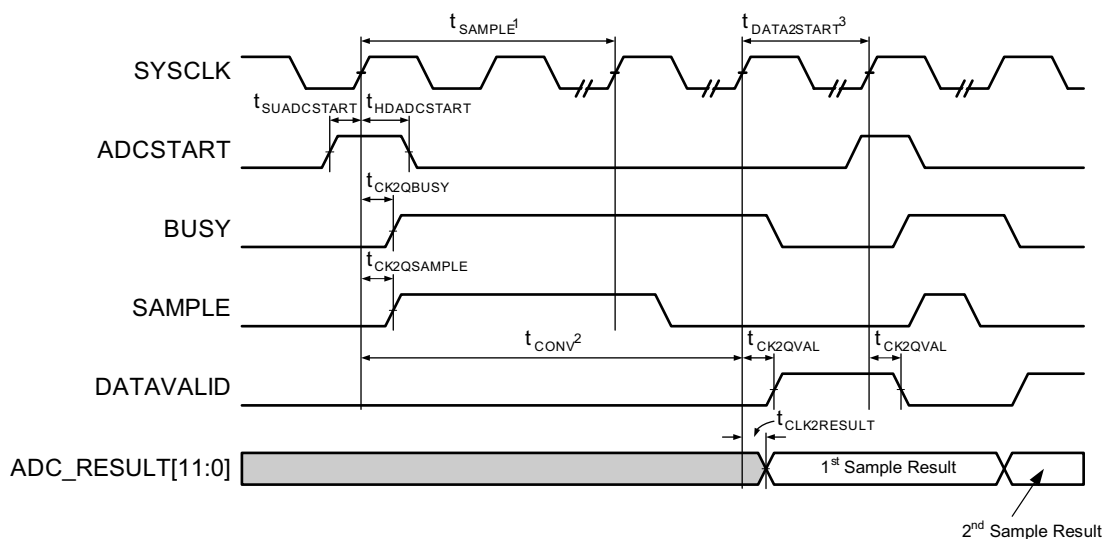 tSAMPLE1
tDATA2START3
SYSCLK
tSUADCSTART
tHDADCSTART
ADCSTART
tCK2QBUSY
BUSY
tCK2QSAMPLE
SAMPLE
tCONV2
tCK2QVAL
tCK2QVAL
DATAVALID
tCLK2RESULT
ADC_RESULT[11:0]
1st Sample Result
2nd Sample Result